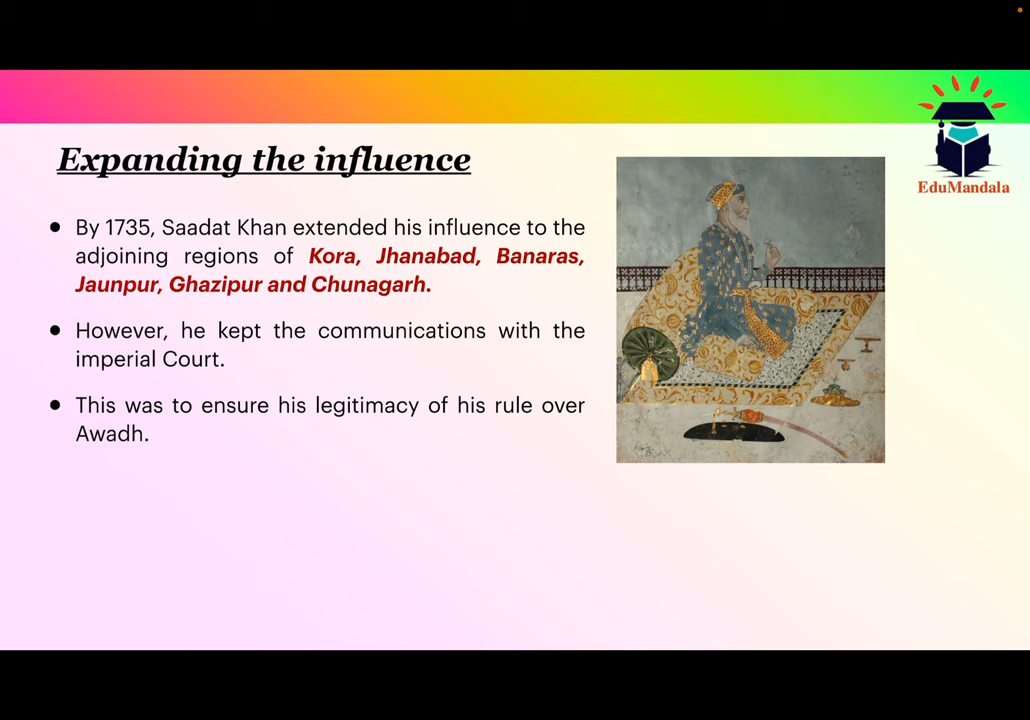 EduMandala
Expanding the influence
• By 1735, Saadat Khan extended his influence to the
adjoining regions of Kora, Jhanabad, Banaras,
Jaunpur, Ghazipur and Chunagarh.
• However, he kept the communications with the
imperial Court.
• This was to ensure his legitimacy of his rule over
Awadh.